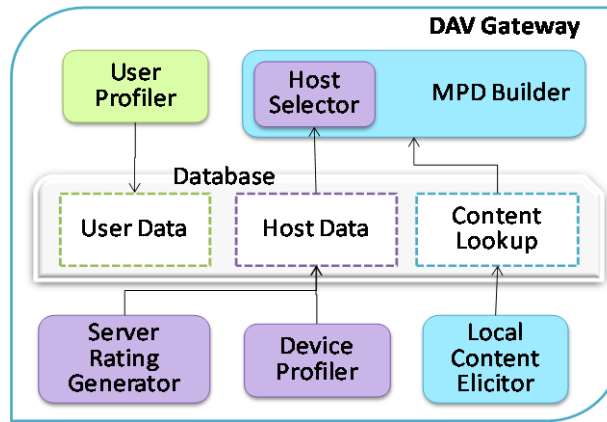 DAV Gateway
User
Profiler
Host
Selector
MPD Builder
Database
User Data
Host Data
Content
Lookup
Server
Rating
Generator
Device
Profiler
Local
Content
Elicitor